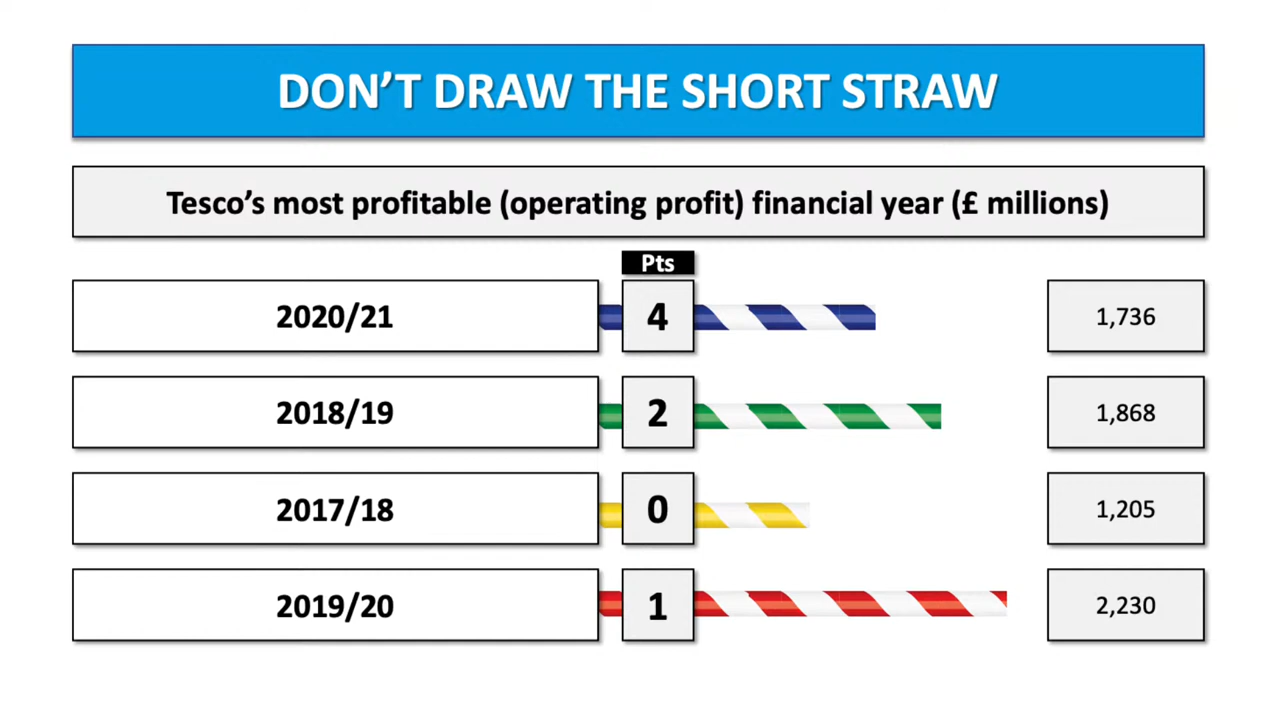 DON’T DRAW THE SHORT STRAW
Tesco’s most profitable (operating profit) financial year (£ millions)
Pts
2020/21 4 1,736
2018/19 2 1,868
2017/18 0 1,205
2019/20 1 2,230